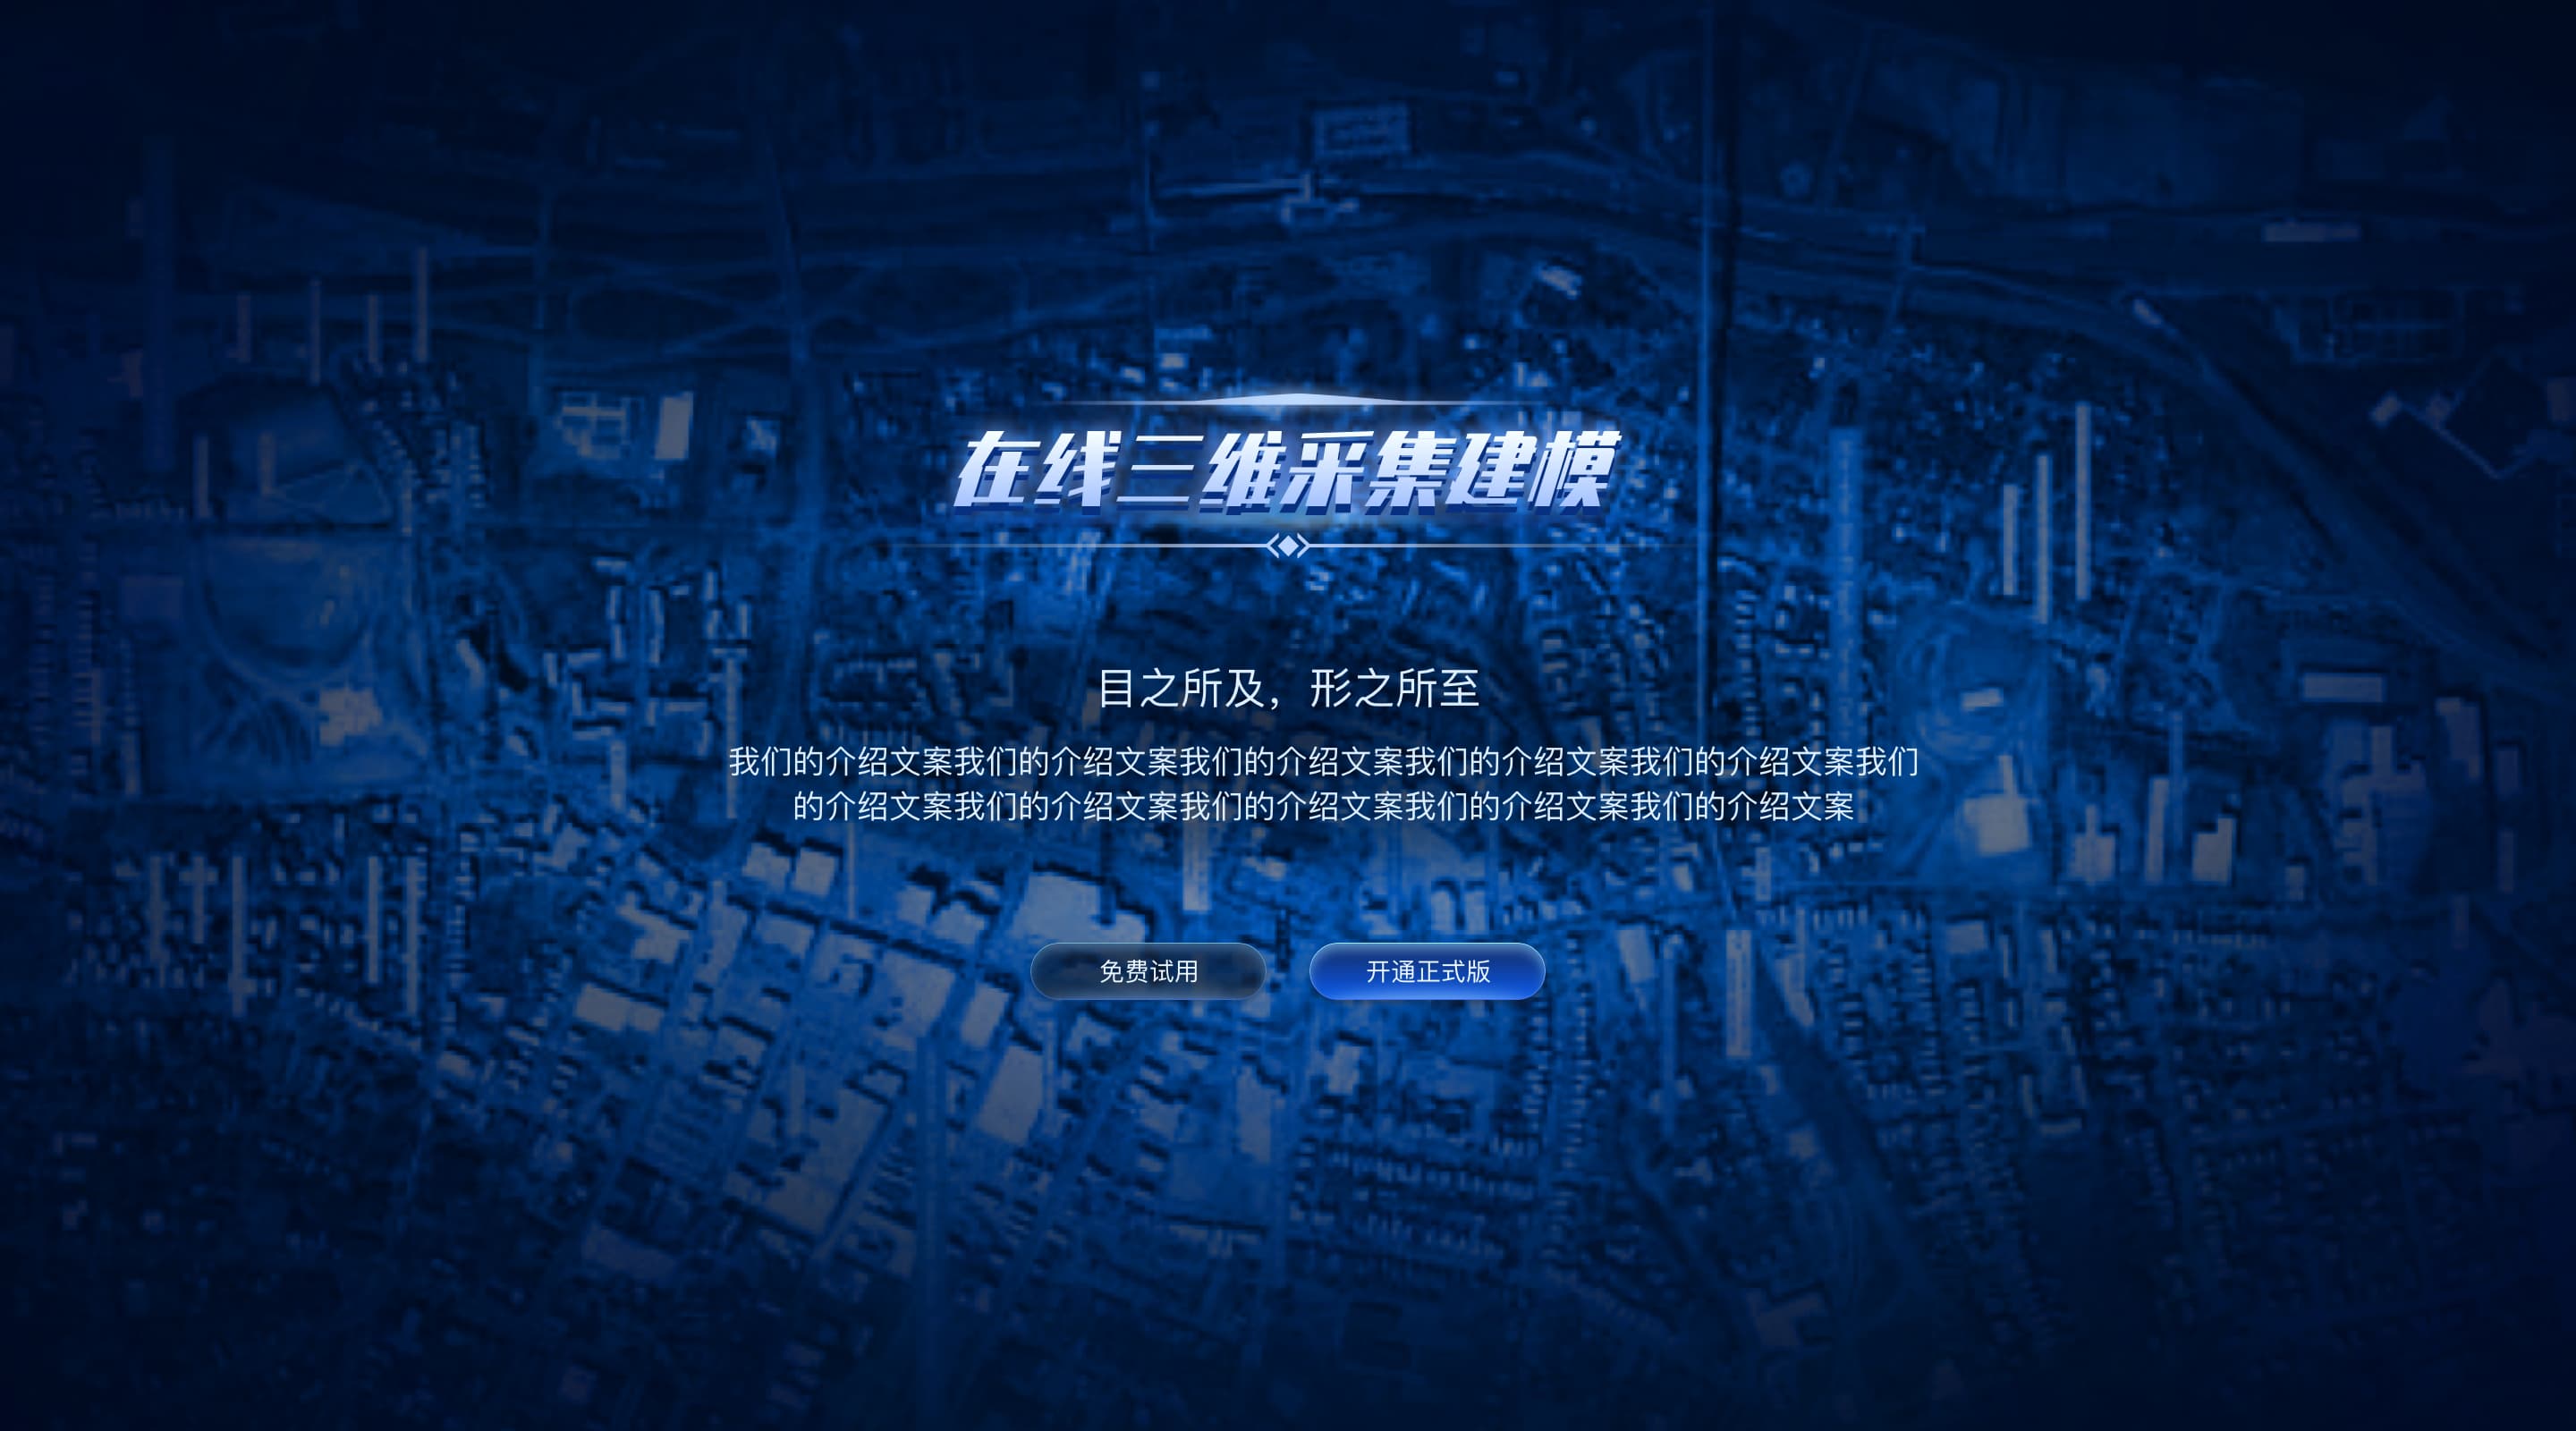 在线三维采集建模
目之所及，形之所至
我们的介绍文案我们的介绍文案我们的介绍文案我们的介绍文案我们的介绍文案我们
的介绍文案我们的介绍文案我们的介绍文案我们的介绍文案我们的介绍文案
免费试用
开通正式版